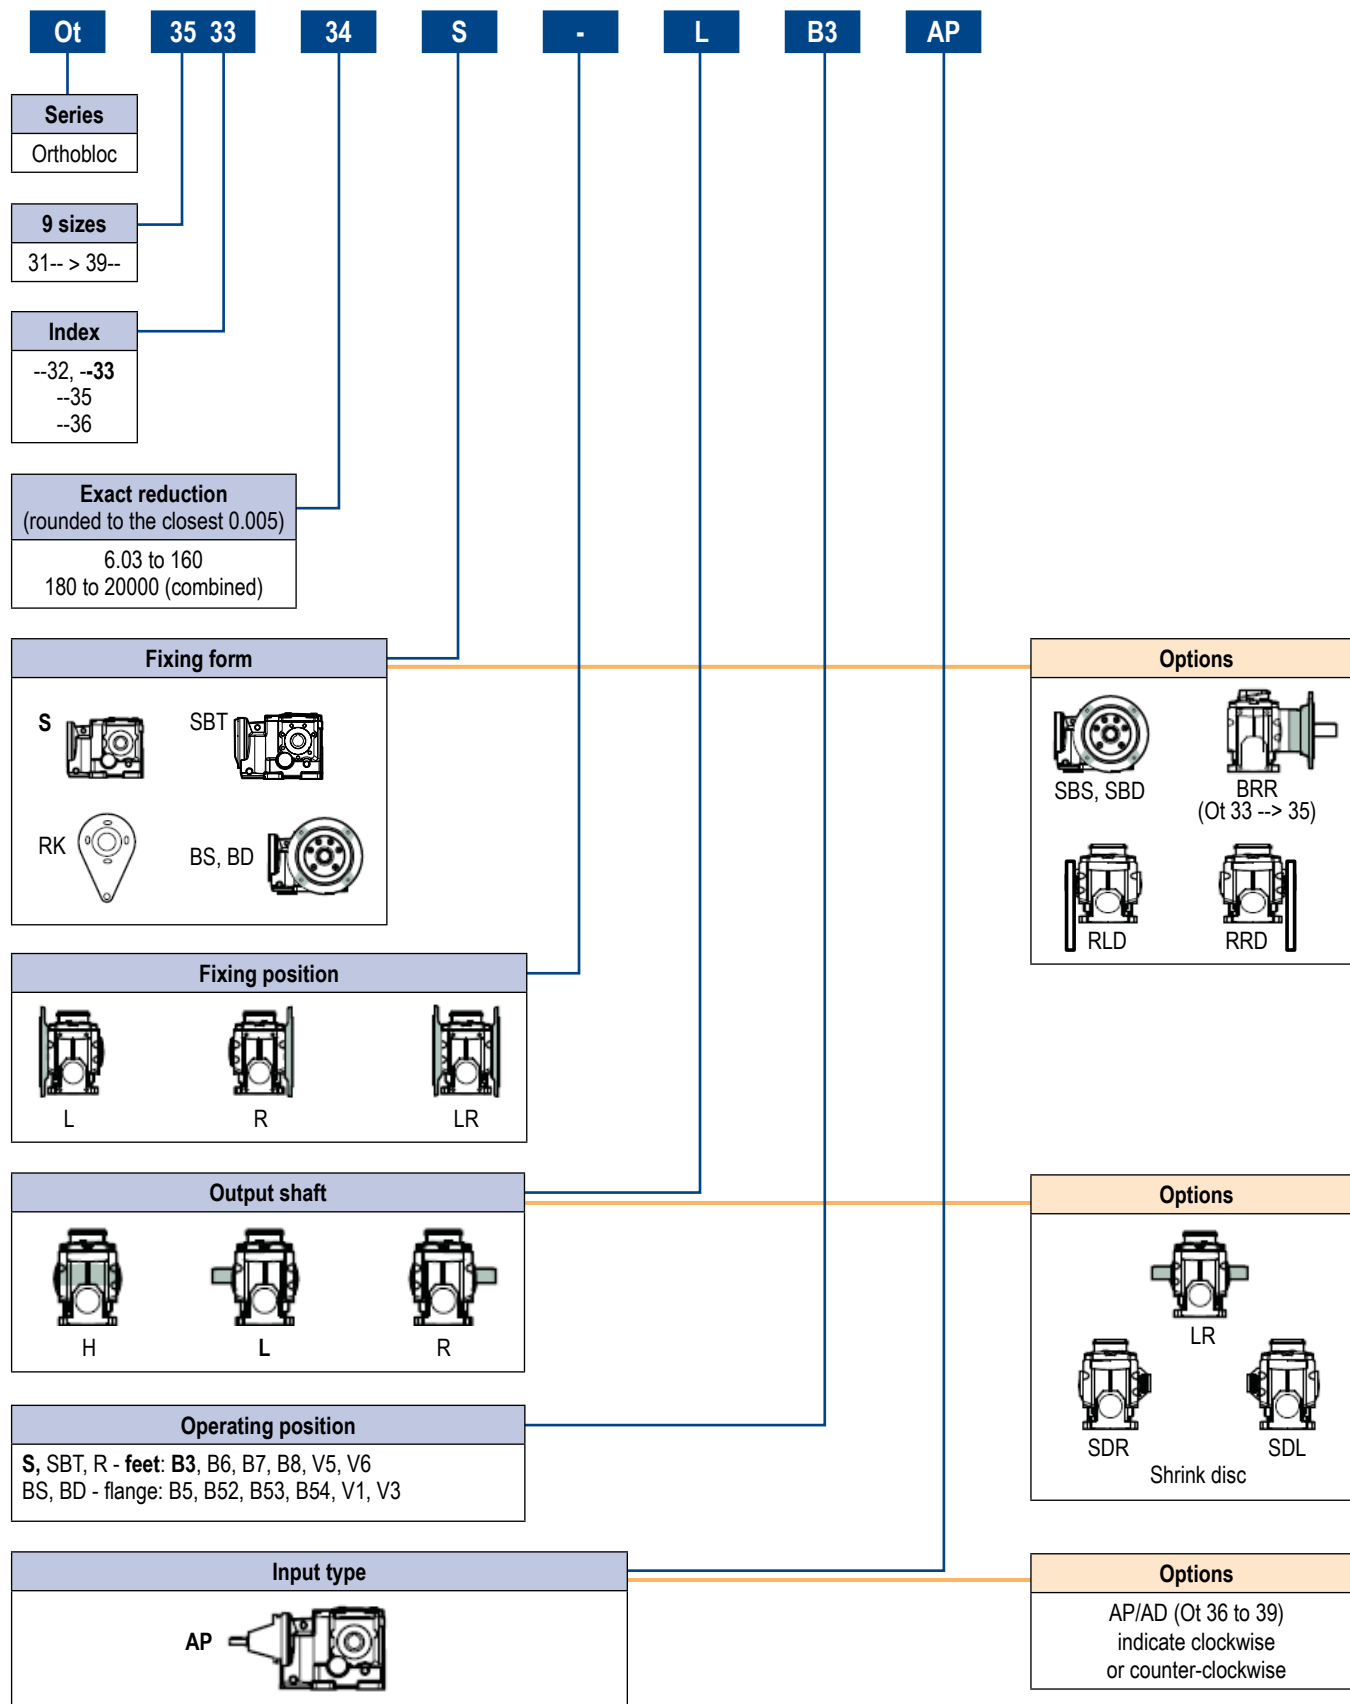 Ot 35 33 34 S - L B3 AP
Series
Orthobloc
9 sizes
31-- > 39--
Index
--32, --33
--35
--36
Exact reduction
(rounded to the closest 0.005)
6.03 to 160
180 to 20000 (combined)
Fixing form
S SBT
RK BS, BD
Options
SBS, SBD BRR
(Ot 33 --> 35)
RLD RRD
Fixing position
L R LR
Output shaft
H L R
Options
LR
SDR SDL
Shrink disc
Operating position
S, SBT, R - feet: B3, B6, B7, B8, V5, V6
BS, BD - flange: B5, B52, B53, B54, V1, V3
Input type
AP
Options
AP/AD (Ot 36 to 39)
indicate clockwise
or counter-clockwise